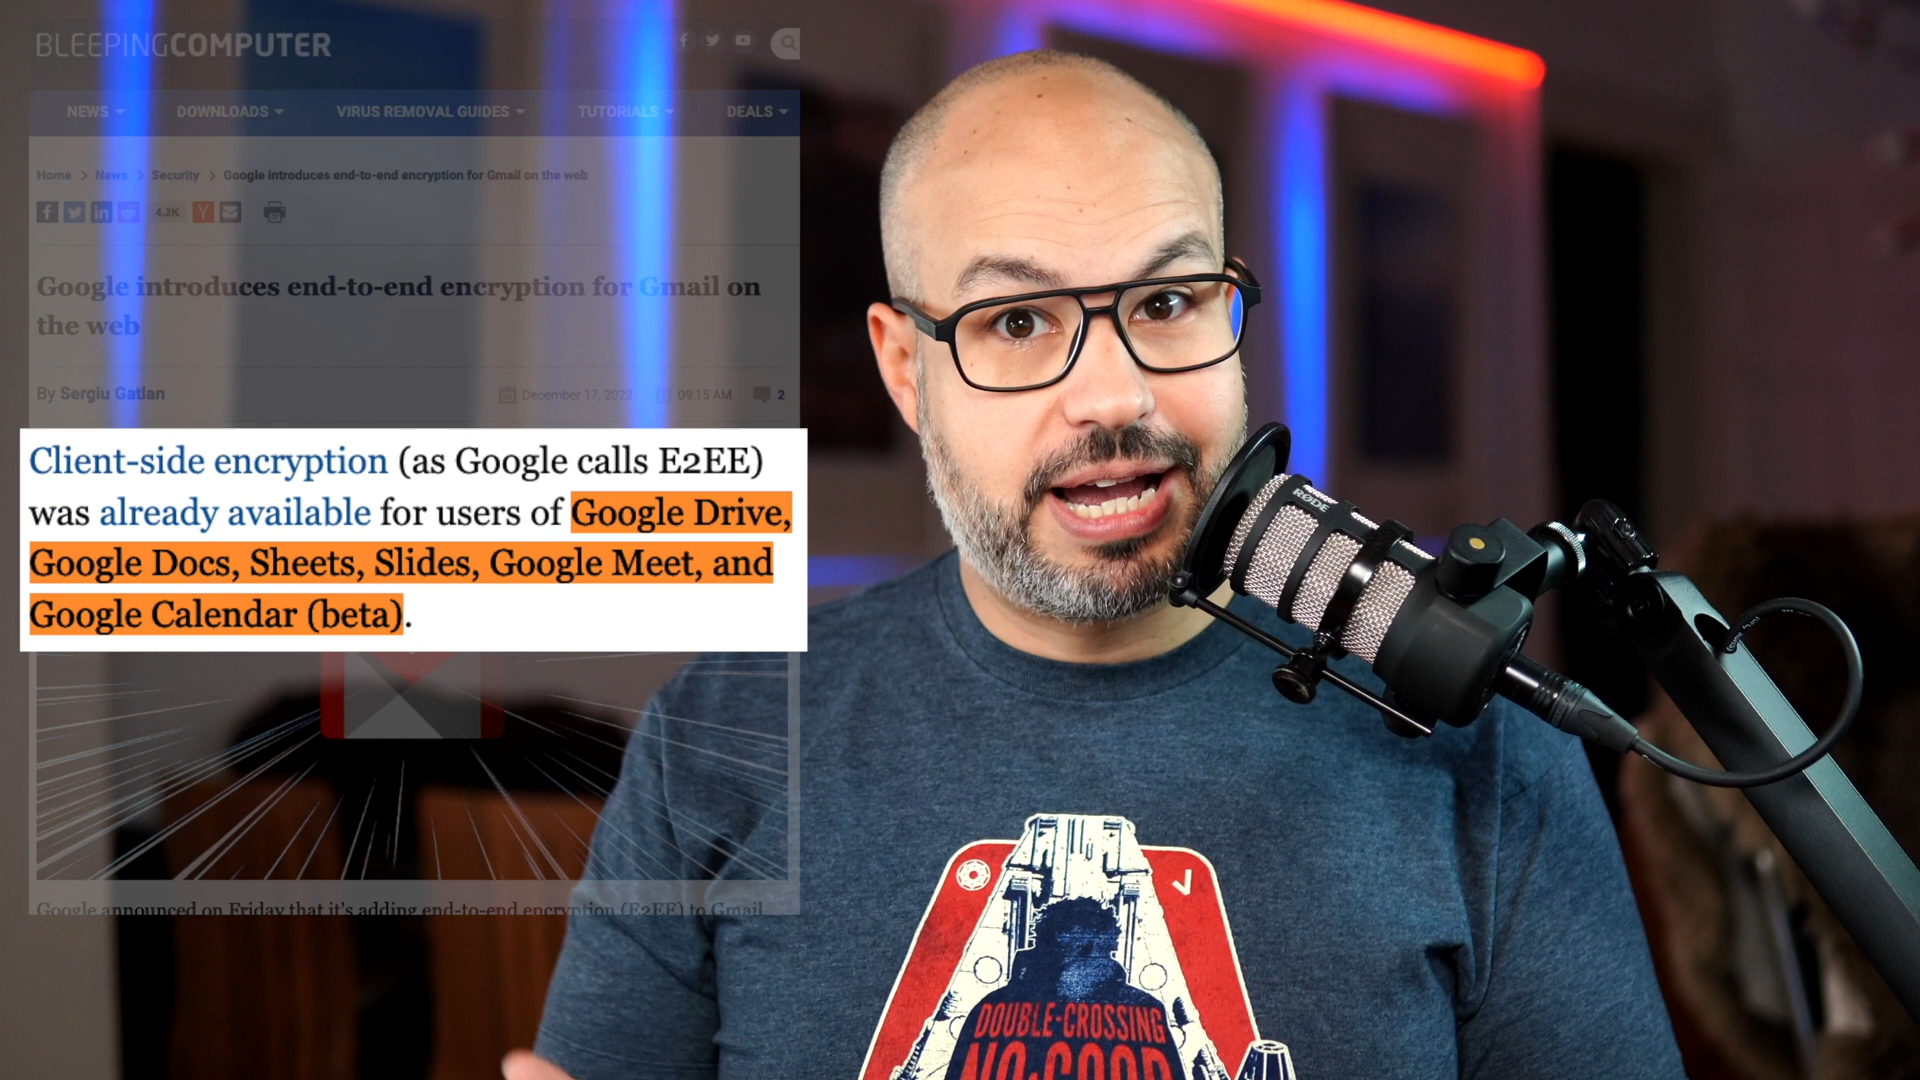 BLEEPINGCOMPUTER
NEWS DOWNLOADS VIRUS REMOVAL GUIDES TUTORIALS DEALS
Home > News > Security > Google introduces end-to-end encryption for Gmail on the web
4.2K
Google introduces end-to-end encryption for Gmail on
the web
By Sergiu Gatlan December 17, 2022 09:15 AM 2
Client-side encryption (as Google calls E2EE)
was already available for users of Google Drive,
Google Docs, Sheets, Slides, Google Meet, and
Google Calendar (beta).
Google announced on Friday that it's adding end-to-end encryption (E2EE) to Gmail
RØDE
DOUBLE-CROSSING
NO-GOOD